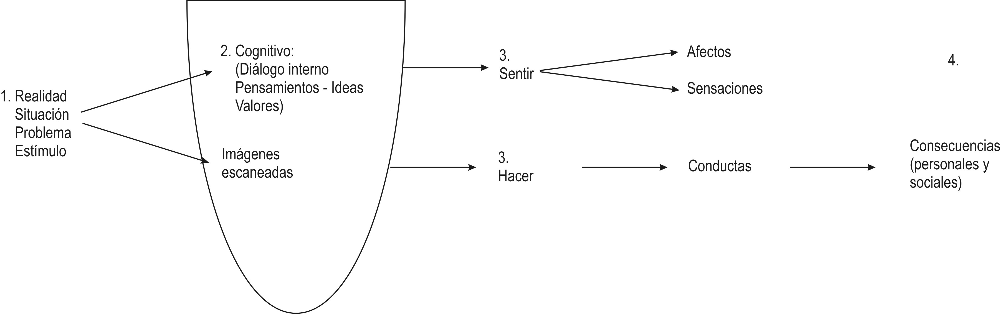 1. Realidad
Situación
Problema
Estímulo
2. Cognitivo:
(Diálogo interno
Pensamientos - Ideas
Valores)
Imágenes
escaneadas
3.
Sentir
Afectos
Sensaciones
3.
Hacer
Conductas
4.
Consecuencias
(personales y
sociales)